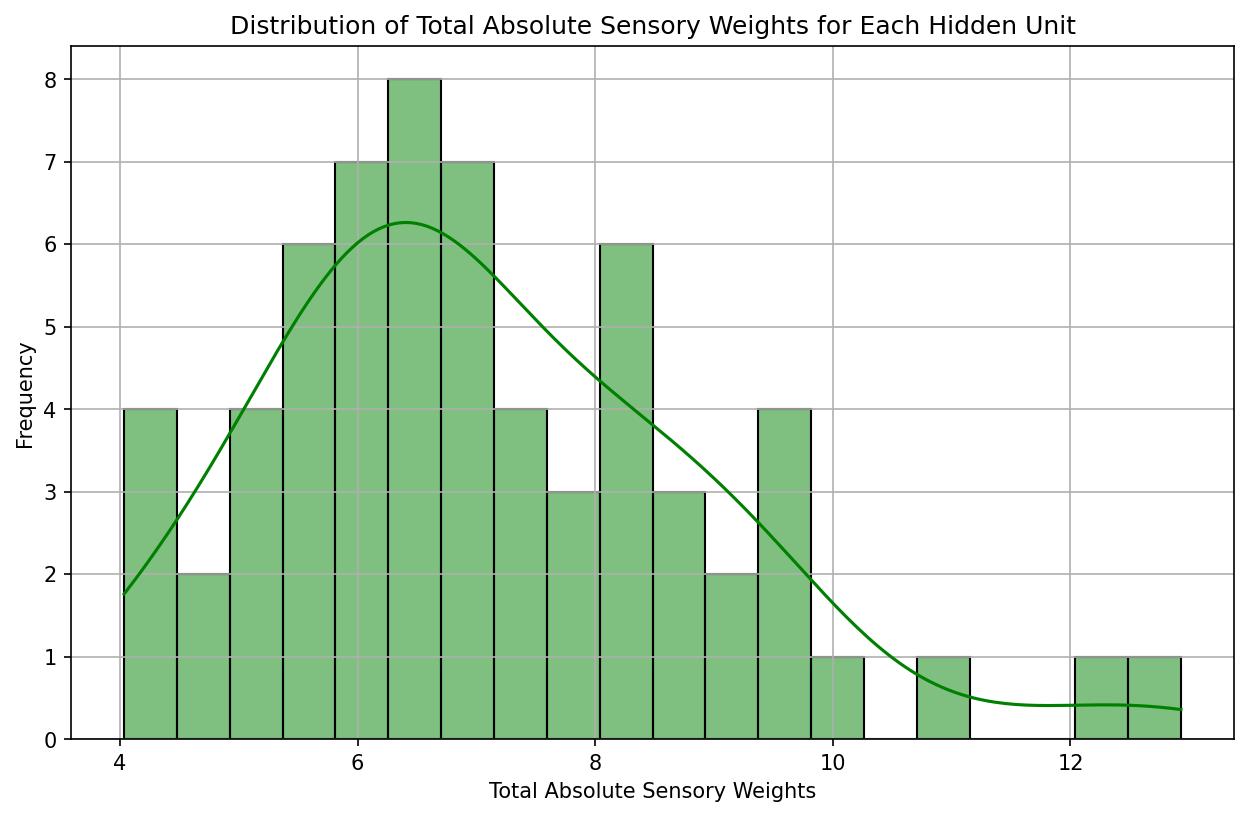 Distribution of Total Absolute Sensory Weights for Each Hidden Unit
Frequency
8
7
6
5
4
3
2
1
0
4 6 8 10 12
Total Absolute Sensory Weights